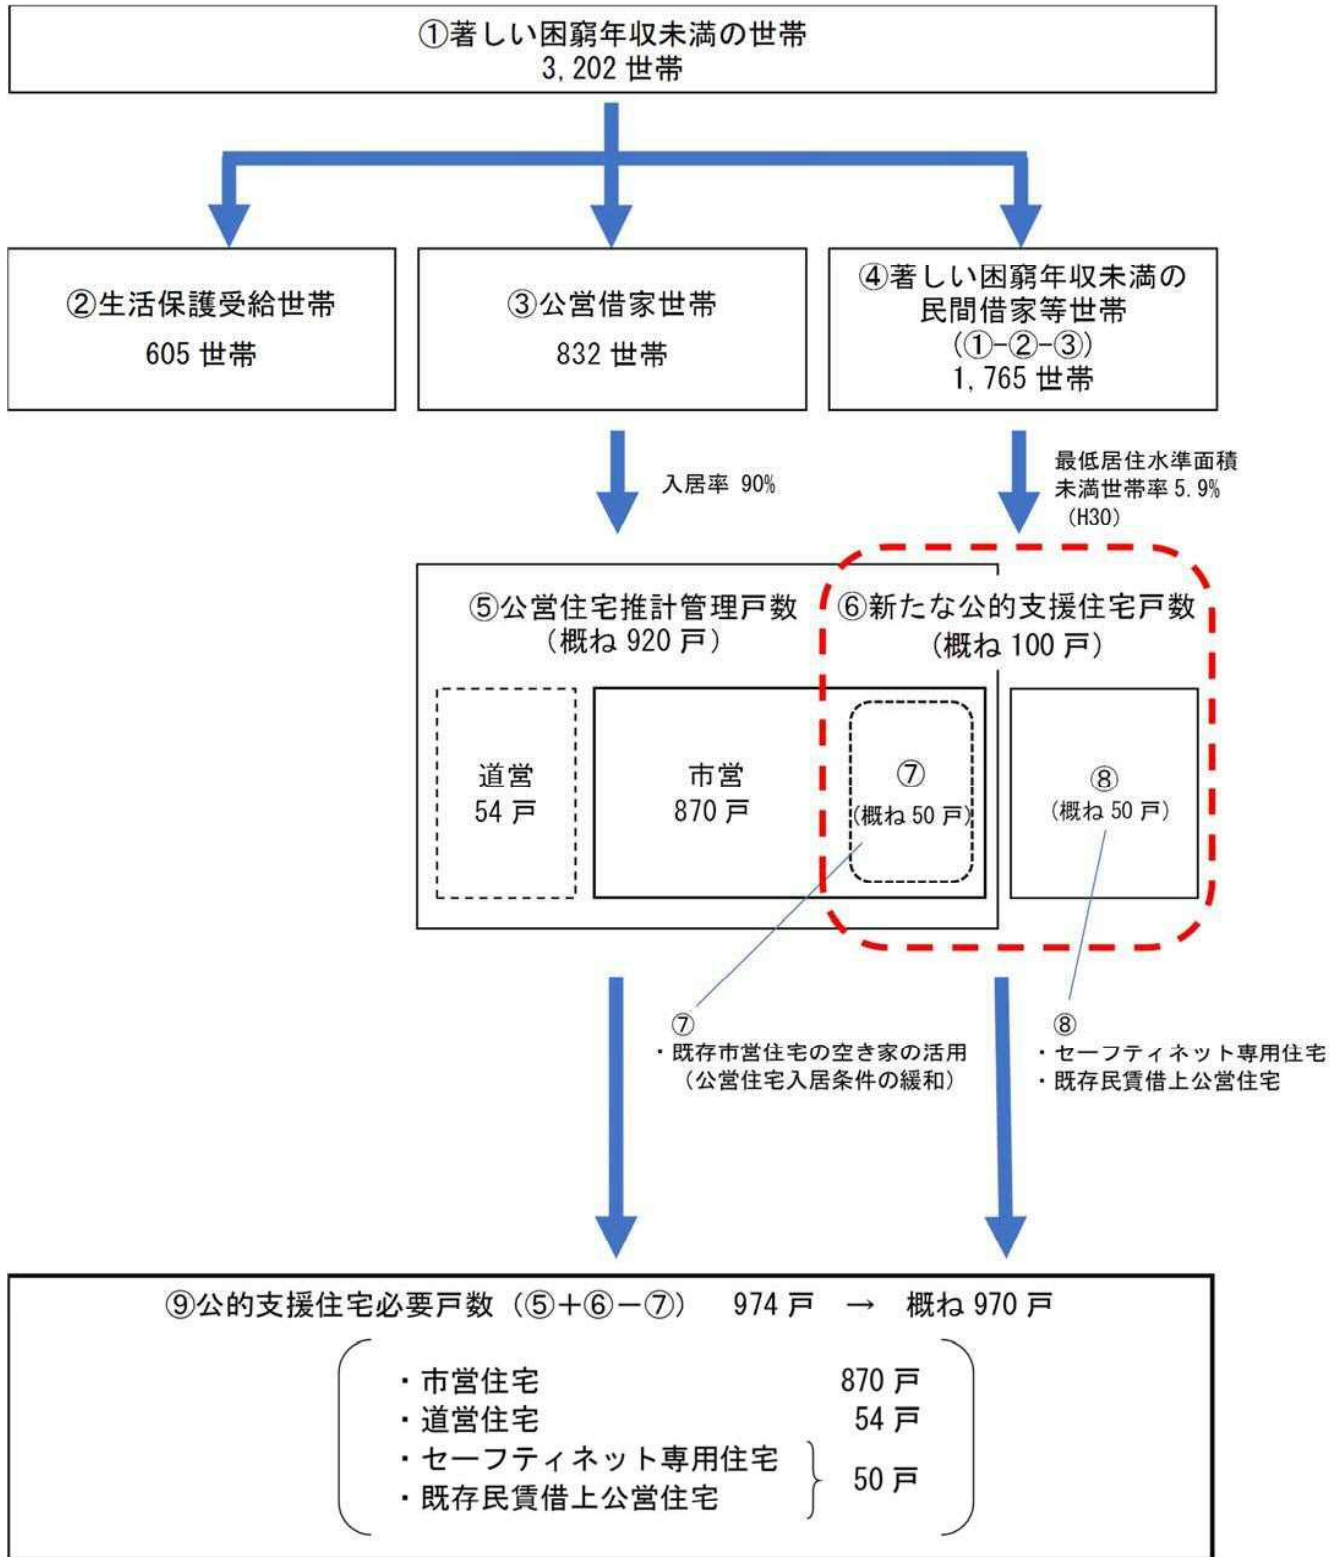 ①著しい困窮年収未満の世帯
3,202 世帯
②生活保護受給世帯
605 世帯
③公営借家世帯
832 世帯
④著しい困窮年収未満の
民間借家等世帯
(①-②-③)
1,765 世帯
入居率 90%
最低居住水準面積
未満世帯率 5.9%
(H30)
⑤公営住宅推計管理戸数
(概ね 920 戸)
⑥新たな公的支援住宅戸数
(概ね 100 戸)
道営
54 戸
市営
870 戸
⑦
(概ね 50 戸)
⑧
(概ね 50 戸)
⑦
・既存市営住宅の空き家の活用
(公営住宅入居条件の緩和)
⑧
・セーフティネット専用住宅
・既存民賃借上公営住宅
⑨公的支援住宅必要戸数(⑤+⑥-⑦) 974 戸 → 概ね 970 戸
・市営住宅 870 戸
・道営住宅 54 戸
・セーフティネット専用住宅
・既存民賃借上公営住宅
50 戸